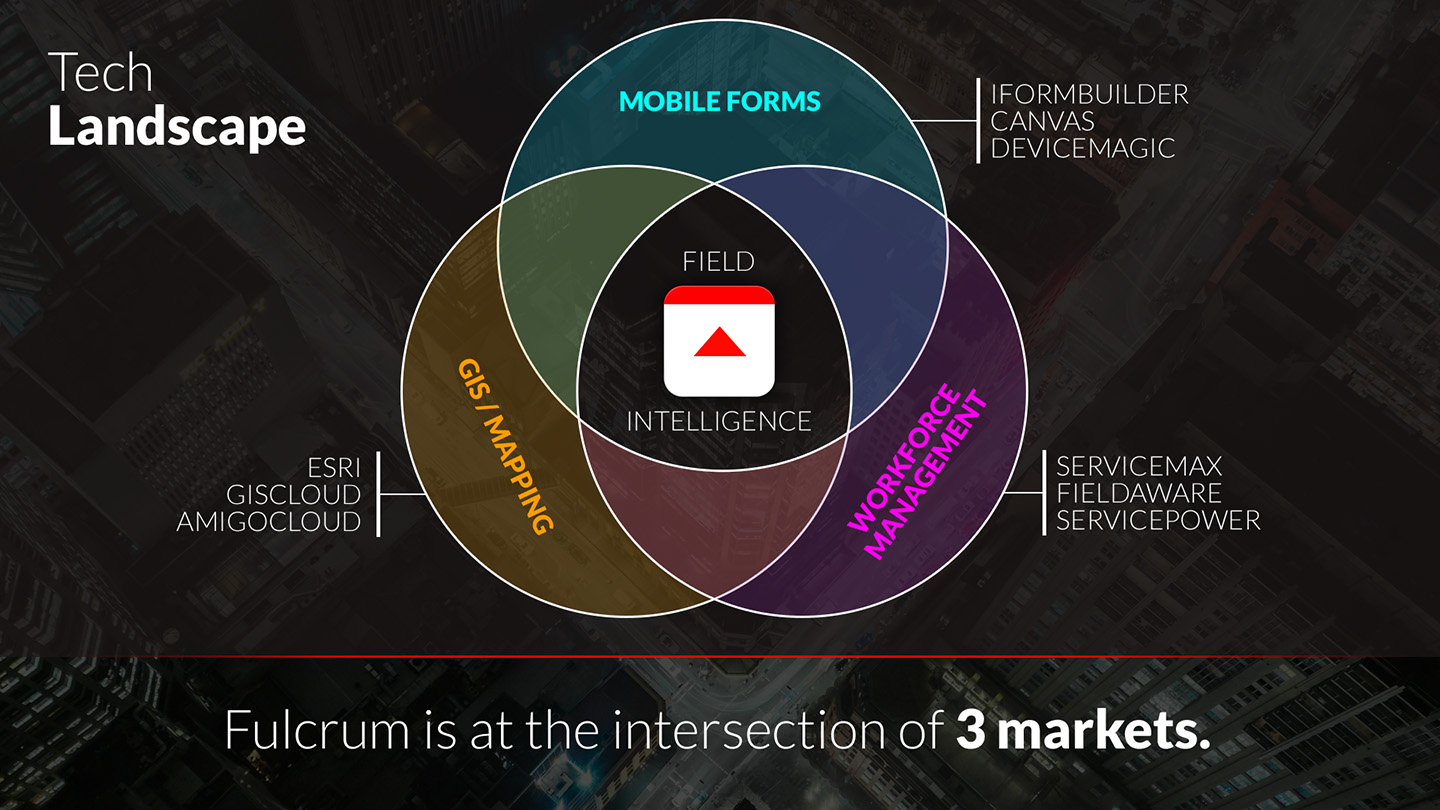 Tech
Landscape
MOBILE FORMS
IFORMBUILDER
CANVAS
DEVICEMAGIC
FIELD
INTELLIGENCE
GIS / MAPPING
WORKFORCE
MANAGEMENT
ESRI
GISCLOUD
AMIGOCLOUD
SERVICEMAX
FIELDAWARE
SERVICEPOWER
Fulcrum is at the intersection of 3 markets.